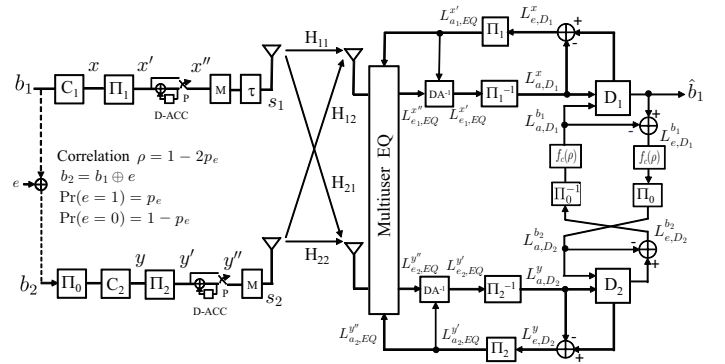 b₁
C₁
x
Π₁
x′
x″
P
D-ACC
M
τ
s₁
H₁₁
H₁₂
H₂₁
H₂₂
Correlation ρ = 1 − 2pₑ
b₂ = b₁ ⊕ e
Pr(e = 1) = pₑ
Pr(e = 0) = 1 − pₑ
e
b₂
Π₀
C₂
y
Π₂
y′
y″
P
D-ACC
M
s₂
Multiuser EQ
L^{x′}_{a₁,EQ}
Π₁
L^{x}_{e,D₁}
+
-
L^{x″}_{e₁,EQ}
DA⁻¹
L^{x′}_{e₁,EQ}
Π₁⁻¹
L^{x}_{a,D₁}
D₁
b̂₁
L^{b₁}_{a,D₁}
-
+
L^{b₁}_{e,D₁}
f_c(ρ)
f_c(ρ)
Π₀⁻¹
Π₀
L^{b₂}_{a,D₂}
L^{b₂}_{e,D₂}
-
+
L^{y″}_{e₂,EQ}
L^{y′}_{e₂,EQ}
DA⁻¹
Π₂⁻¹
L^{y}_{a,D₂}
D₂
L^{y″}_{a₂,EQ}
L^{y′}_{a₂,EQ}
Π₂
L^{y}_{e,D₂}
-
+